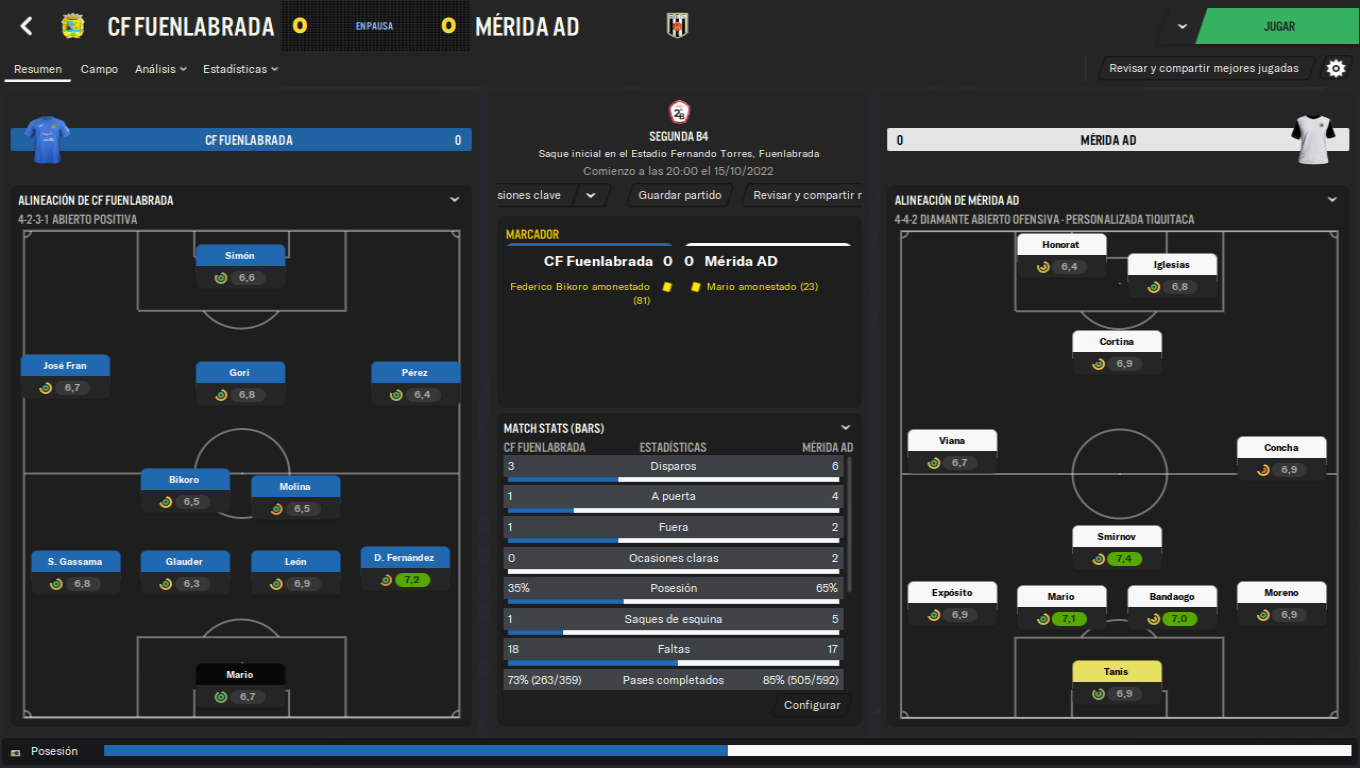 CF FUENLABRADA
0
EN PAUSA
0
MÉRIDA AD
JUGAR
Resumen
Campo
Análisis
Estadísticas
Revisar y compartir mejores jugadas
CF FUENLABRADA
0
2ªB
SEGUNDA B4
Saque inicial en el Estadio Fernando Torres, Fuenlabrada
Comienzo a las 20:00 el 15/10/2022
siones clave
Guardar partido
Revisar y compartir r
0
MÉRIDA AD
ALINEACIÓN DE CF FUENLABRADA
4-2-3-1 ABIERTO POSITIVA
Simón
6,6
José Fran
6,7
Gori
6,8
Pérez
6,4
Bikoro
6,5
Molina
6,5
S. Gassama
6,8
Glauder
6,3
León
6,9
D. Fernández
7,2
Mario
6,7
MARCADOR
CF Fuenlabrada 0 0 Mérida AD
Federico Bikoro amonestado
(81)
Mario amonestado (23)
MATCH STATS (BARS)
CF FUENLABRADA ESTADÍSTICAS MÉRIDA AD
3 Disparos 6
1 A puerta 4
1 Fuera 2
0 Ocasiones claras 2
35% Posesión 65%
1 Saques de esquina 5
18 Faltas 17
73% (263/359) Pases completados 85% (505/592)
Configurar
ALINEACIÓN DE MÉRIDA AD
4-4-2 DIAMANTE ABIERTO OFENSIVA - PERSONALIZADA TIQUITACA
Honorat
6,4
Iglesias
6,8
Cortina
6,9
Viana
6,7
Concha
6,9
Smirnov
7,4
Expósito
6,9
Mario
7,1
Bandaogo
7,0
Moreno
6,9
Tanis
6,9
Posesión